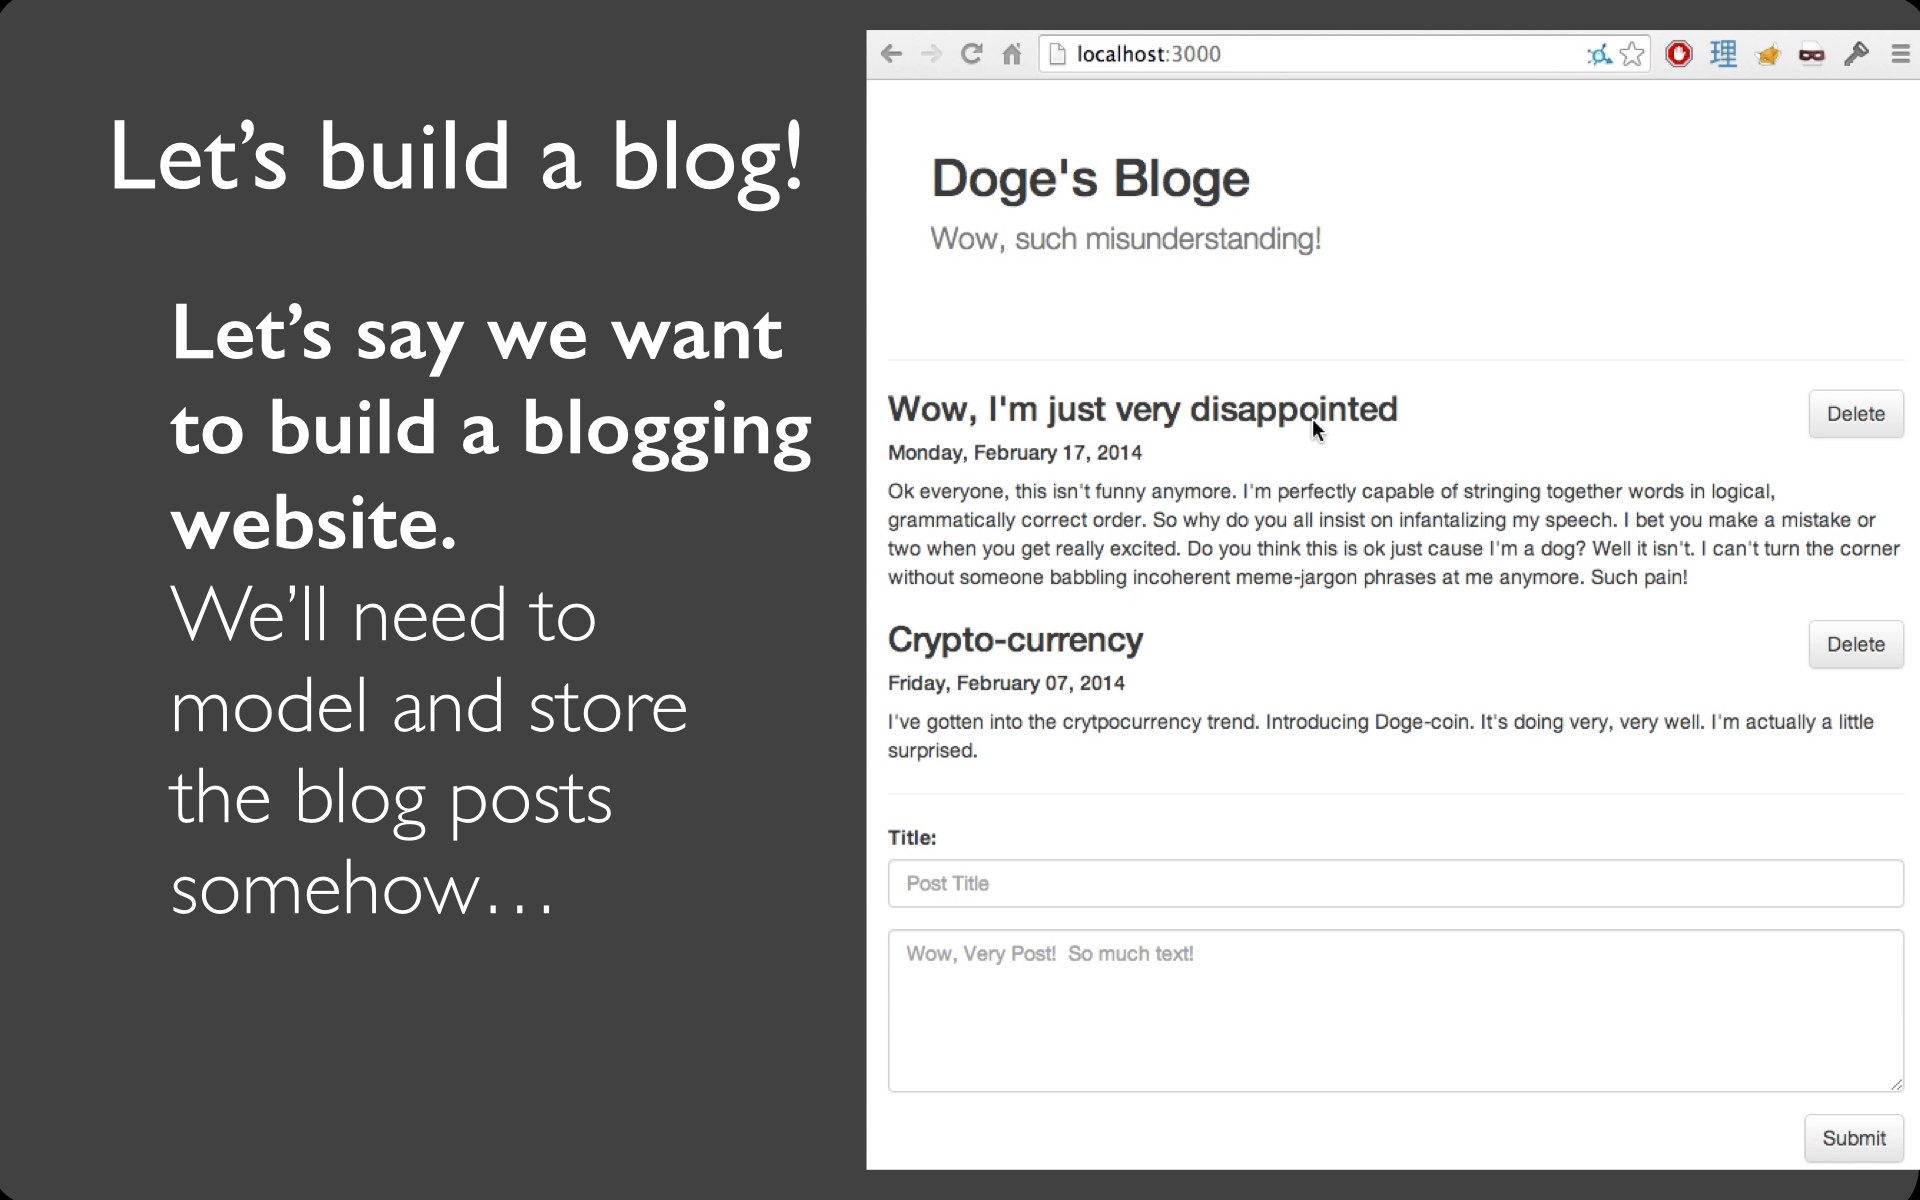 Let’s build a blog!
Let’s say we want
to build a blogging
website.
We’ll need to
model and store
the blog posts
somehow…
localhost:3000
理
Doge's Bloge
Wow, such misunderstanding!
Wow, I'm just very disappointed
Delete
Monday, February 17, 2014
Ok everyone, this isn't funny anymore. I'm perfectly capable of stringing together words in logical,
grammatically correct order. So why do you all insist on infantalizing my speech. I bet you make a mistake or
two when you get really excited. Do you think this is ok just cause I'm a dog? Well it isn't. I can't turn the corner
without someone babbling incoherent meme-jargon phrases at me anymore. Such pain!
Crypto-currency
Delete
Friday, February 07, 2014
I've gotten into the crytpocurrency trend. Introducing Doge-coin. It's doing very, very well. I'm actually a little
surprised.
Title:
Post Title
Wow, Very Post!  So much text!
Submit